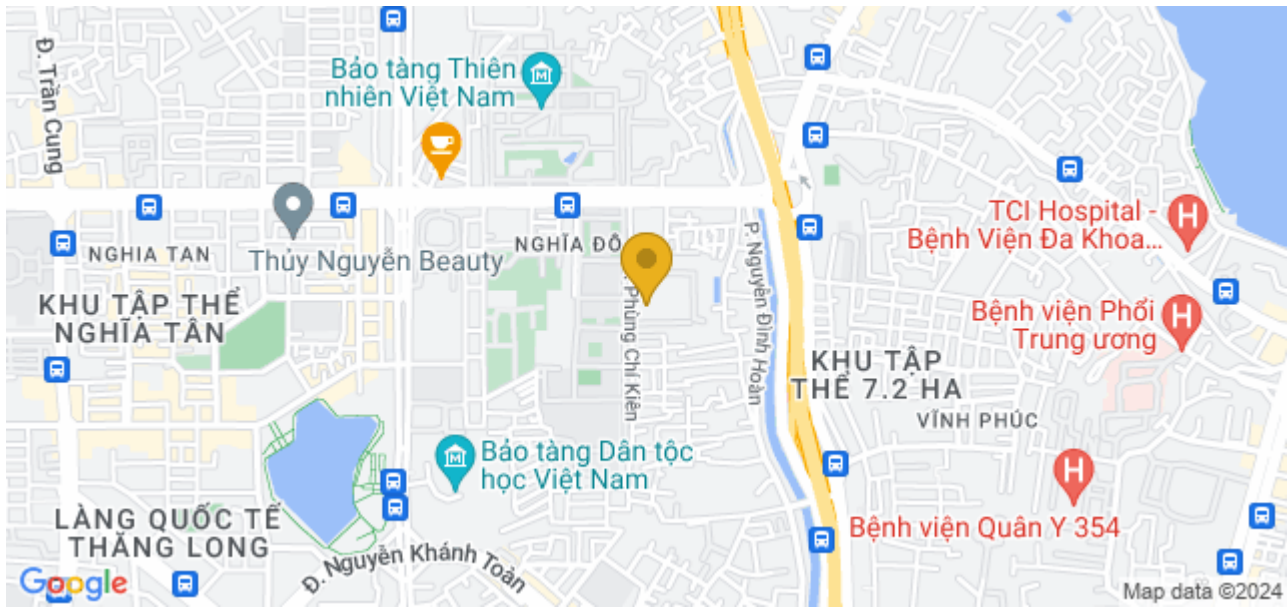 Đ. Trần Cung
Bảo tàng Thiên
nhiên Việt Nam
TCI Hospital -
Bệnh Viện Đa Khoa...
NGHIA TAN
NGHĨA ĐÔ
Thủy Nguyễn Beauty
P. Nguyễn Đình Hoàn
Phùng Chí Kiên
KHU TẬP THỂ
NGHĨA TÂN
Bệnh viện Phổi
Trung ương
KHU TẬP
THỂ 7.2 HA
VĨNH PHÚC
Bảo tàng Dân tộc
học Việt Nam
LÀNG QUỐC TẾ
THĂNG LONG
Bệnh viện Quân Y 354
Đ. Nguyễn Khánh Toàn
Google
Map data ©2024